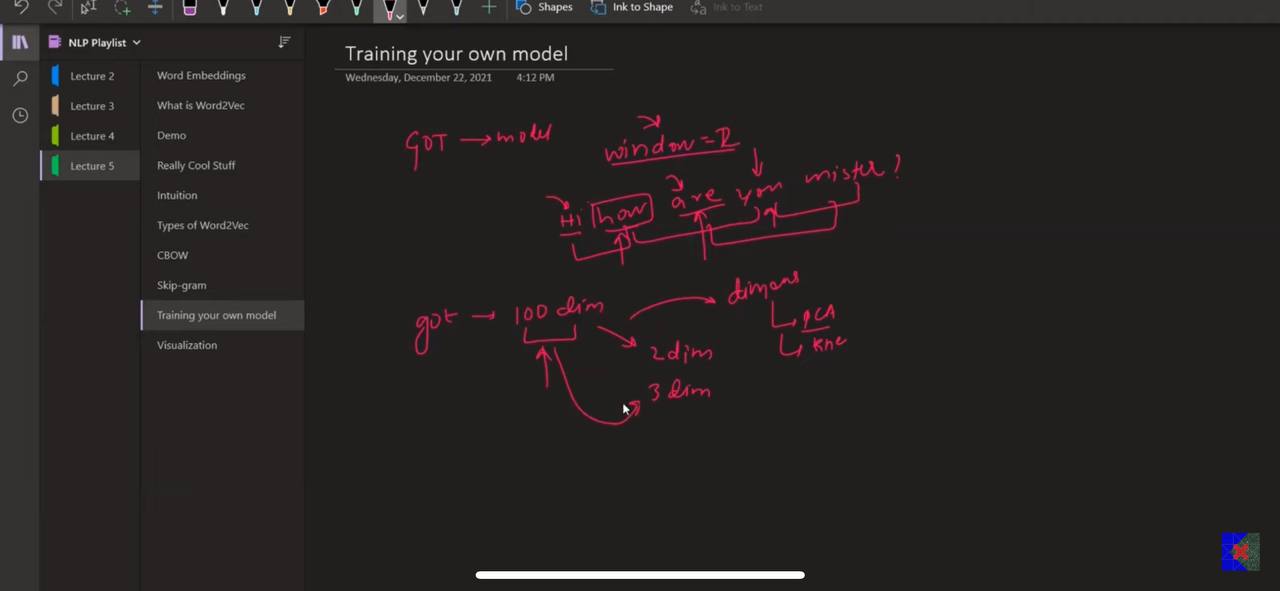 Shapes Ink to Shape Ink to Text
NLP Playlist
Lecture 2
Lecture 3
Lecture 4
Lecture 5
Word Embeddings
What is Word2Vec
Demo
Really Cool Stuff
Intuition
Types of Word2Vec
CBOW
Skip-gram
Training your own model
Visualization
Training your own model
Wednesday, December 22, 2021 4:12 PM
GOT → model
window = 2
Hi how are you mister?
got → 100 dim
dimens
PCA
2 dim
3 dim